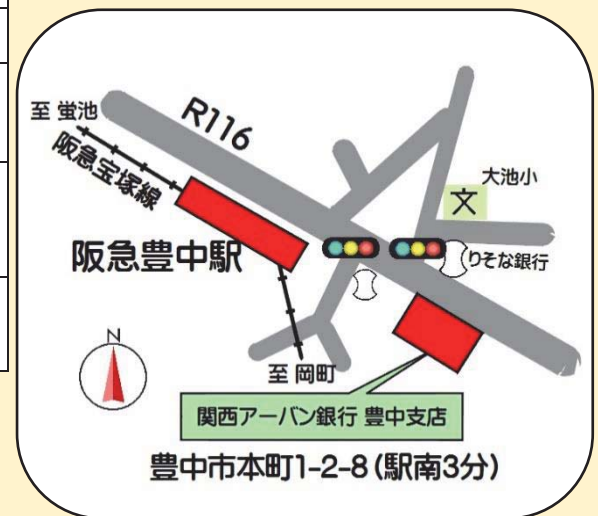 至 蛍池
R116
阪急宝塚線
大池小
文
阪急豊中駅
りそな銀行
N
至 岡町
関西アーバン銀行 豊中支店
豊中市本町1-2-8(駅南3分)